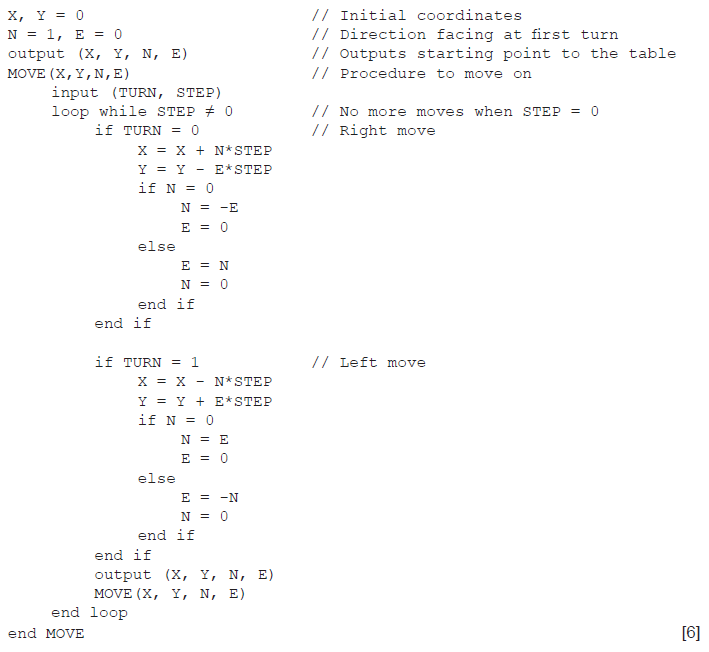 X, Y = 0 // Initial coordinates
N = 1, E = 0 // Direction facing at first turn
output (X, Y, N, E) // Outputs starting point to the table
MOVE(X,Y,N,E) // Procedure to move on
input (TURN, STEP)
loop while STEP ≠ 0 // No more moves when STEP = 0
if TURN = 0 // Right move
X = X + N*STEP
Y = Y - E*STEP
if N = 0
N = -E
E = 0
else
E = N
N = 0
end if
end if
if TURN = 1 // Left move
X = X - N*STEP
Y = Y + E*STEP
if N = 0
N = E
E = 0
else
E = -N
N = 0
end if
end if
output (X, Y, N, E)
MOVE(X, Y, N, E)
end loop
end MOVE [6]